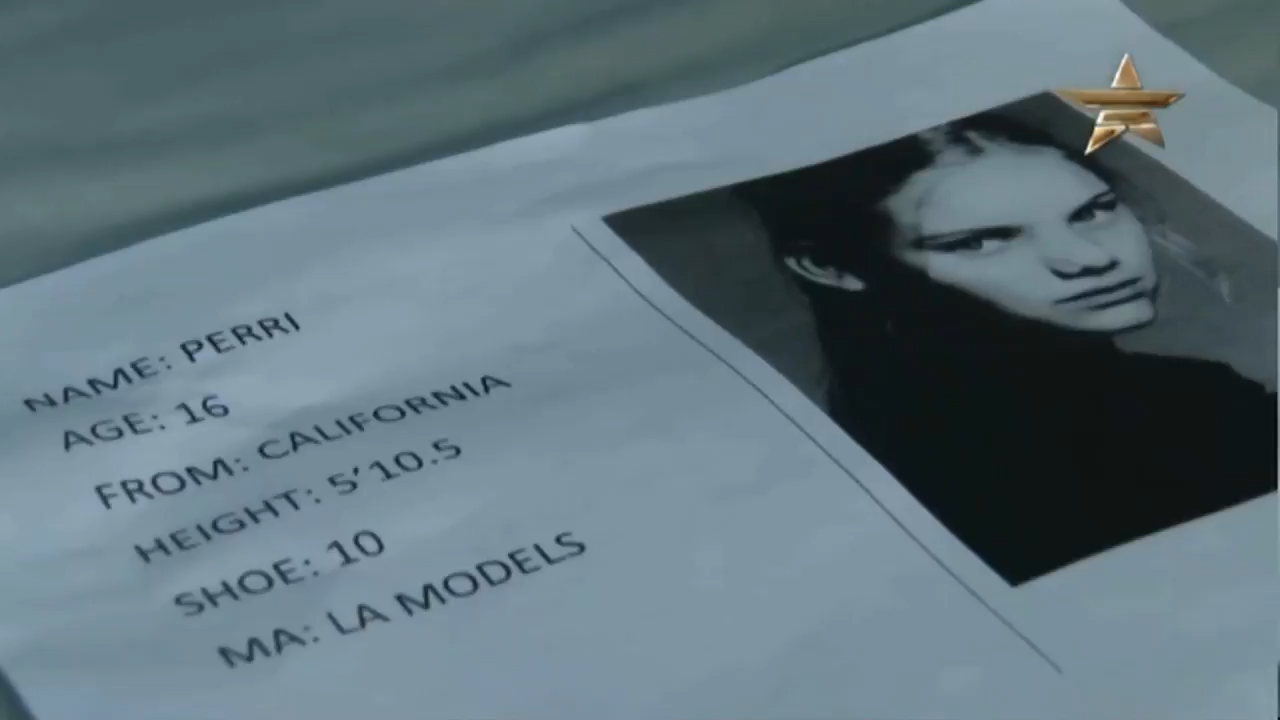 NAME: PERRI
AGE: 16
FROM: CALIFORNIA
HEIGHT: 5'10.5
SHOE: 10
MA: LA MODELS